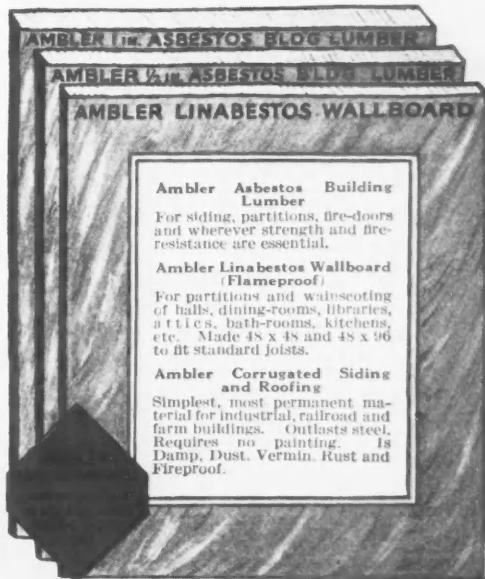 AMBLER 1 IN. ASBESTOS BLDG LUMBER
AMBLER 1/2 IN. ASBESTOS BLDG LUMBER
AMBLER LINABESTOS WALLBOARD
Ambler Asbestos Building
Lumber
For siding, partitions, fire-doors
and wherever strength and fire-
resistance are essential.
Ambler Linabestos Wallboard
(Flameproof)
For partitions and wainscoting
of halls, dining-rooms, libraries,
attics, bath-rooms, kitchens,
etc. Made 48 x 48 and 48 x 96
to fit standard joists.
Ambler Corrugated Siding
and Roofing
Simplest, most permanent ma-
terial for industrial, railroad and
farm buildings. Outlasts steel.
Requires no painting. Is
Damp, Dust, Vermin, Rust and
Fireproof.